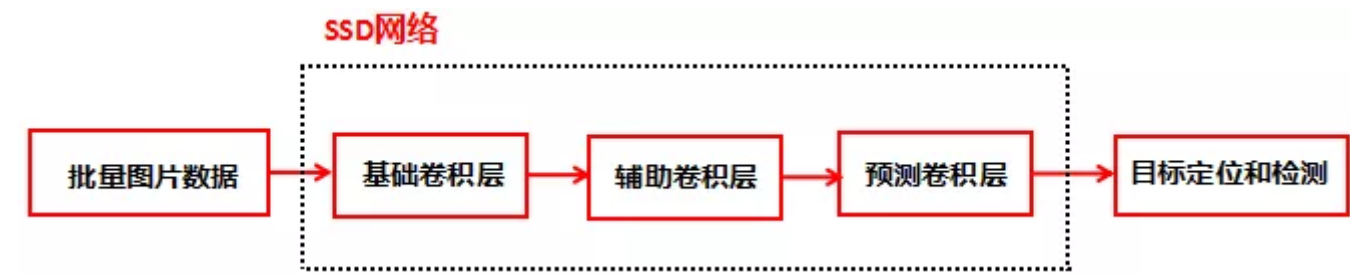 SSD网络
批量图片数据
基础卷积层
辅助卷积层
预测卷积层
目标定位和检测